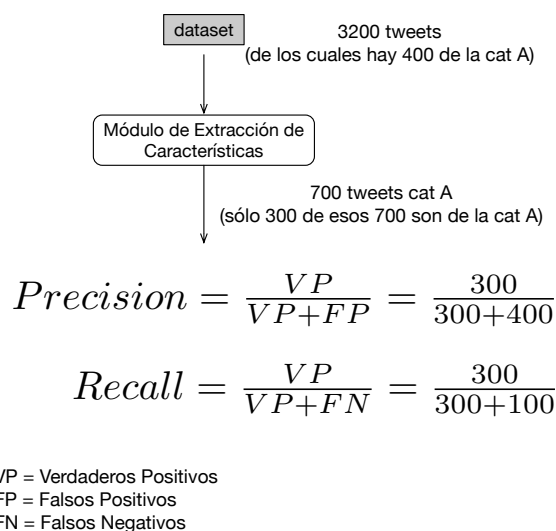 dataset
3200 tweets
(de los cuales hay 400 de la cat A)
Módulo de Extracción de
Características
700 tweets cat A
(sólo 300 de esos 700 son de la cat A)
Precision = VP / VP+FP = 300 / 300+400
Recall = VP / VP+FN = 300 / 300+100
VP = Verdaderos Positivos
FP = Falsos Positivos
FN = Falsos Negativos